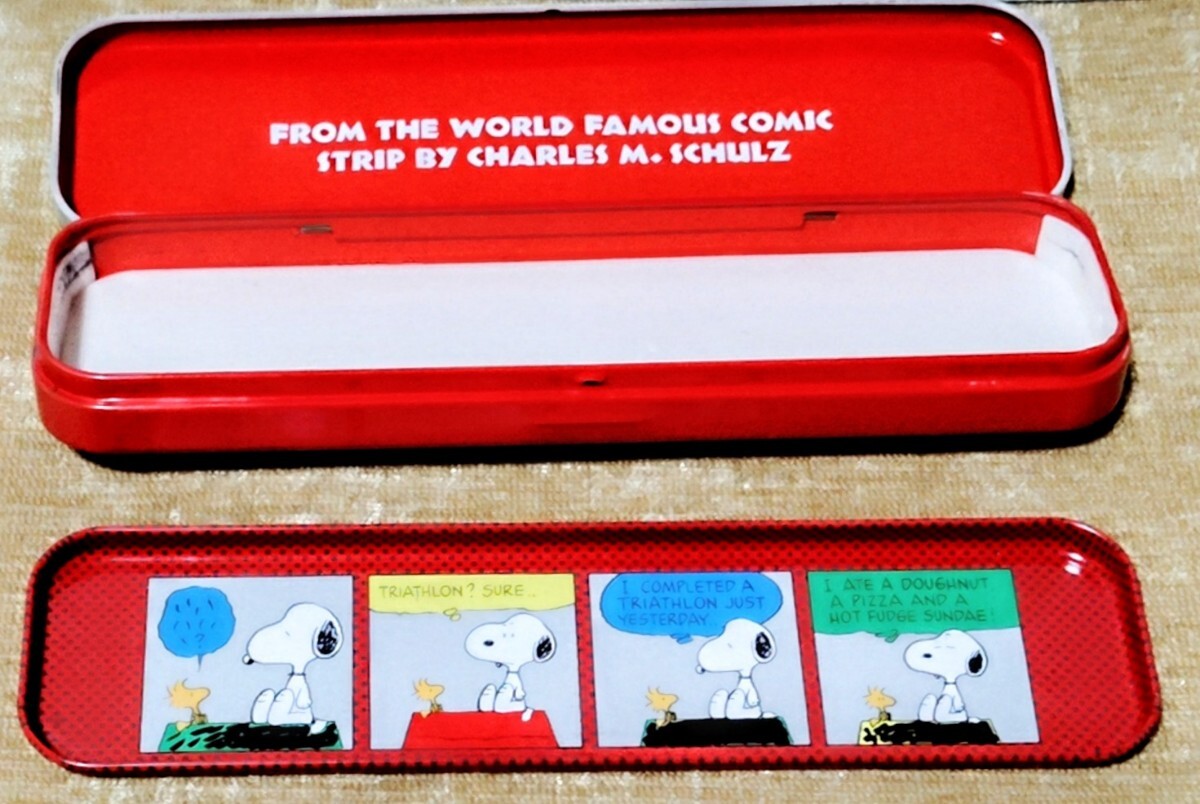 FROM THE WORLD FAMOUS COMIC
STRIP BY CHARLES M. SCHULZ
?
TRIATHLON? SURE..
I COMPLETED A
TRIATHLON JUST
YESTERDAY..
I ATE A DOUGHNUT
A PIZZA AND A
HOT FUDGE SUNDAE!